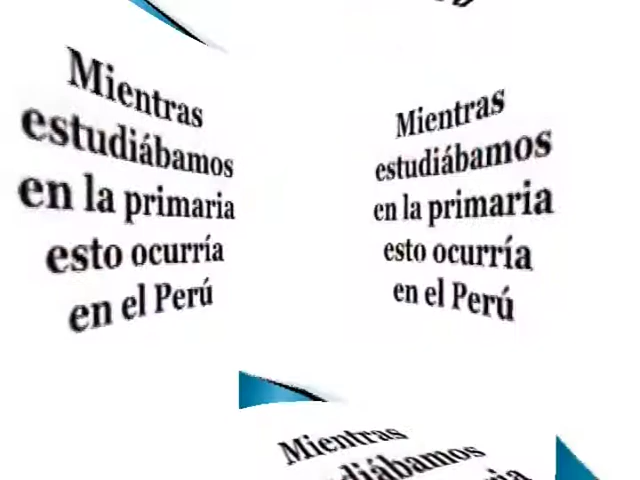 Mientras
estudiábamos
en la primaria
esto ocurría
en el Perú
Mientras
estudiábamos
en la primaria
esto ocurría
en el Perú
Mientras